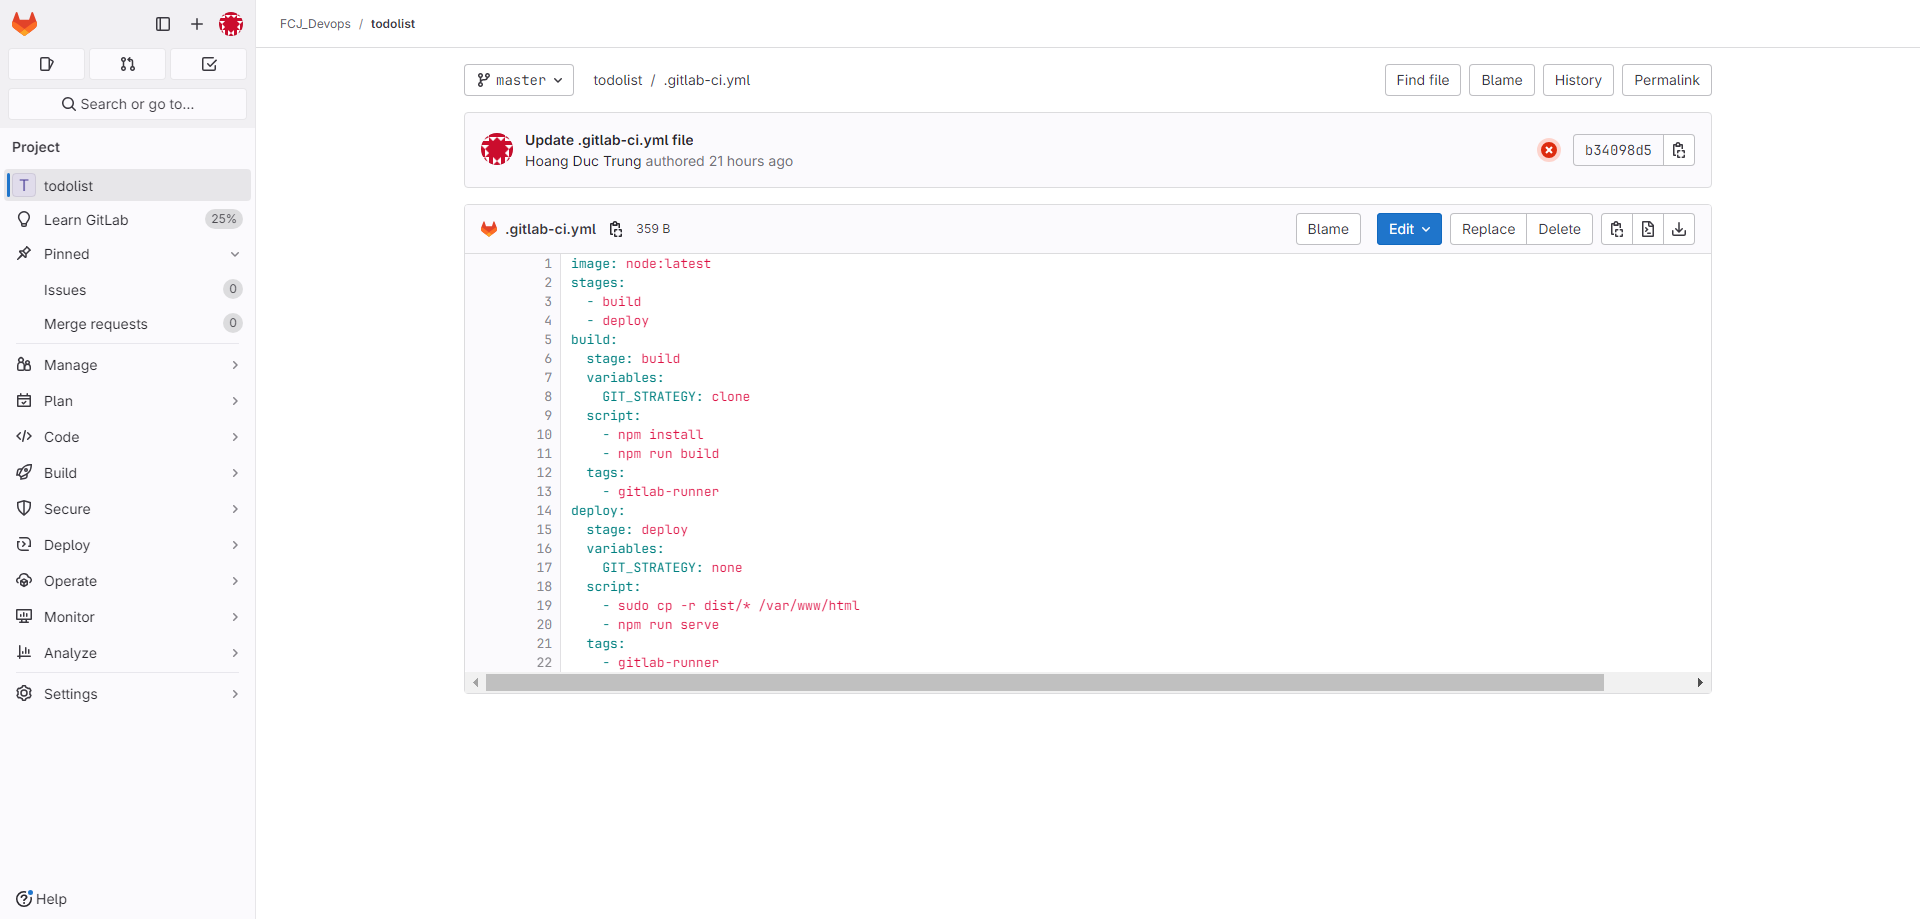 FCJ_Devops / todolist
Search or go to...
Project
T todolist
Learn GitLab 25%
Pinned
Issues 0
Merge requests 0
Manage
Plan
Code
Build
Secure
Deploy
Operate
Monitor
Analyze
Settings
Help
master
todolist / .gitlab-ci.yml
Find file Blame History Permalink
Update .gitlab-ci.yml file
Hoang Duc Trung authored 21 hours ago
b34098d5
.gitlab-ci.yml 359 B
Blame Edit Replace Delete
1 image: node:latest
2 stages:
3   - build
4   - deploy
5 build:
6   stage: build
7   variables:
8     GIT_STRATEGY: clone
9   script:
10     - npm install
11     - npm run build
12   tags:
13     - gitlab-runner
14 deploy:
15   stage: deploy
16   variables:
17     GIT_STRATEGY: none
18   script:
19     - sudo cp -r dist/* /var/www/html
20     - npm run serve
21   tags:
22     - gitlab-runner